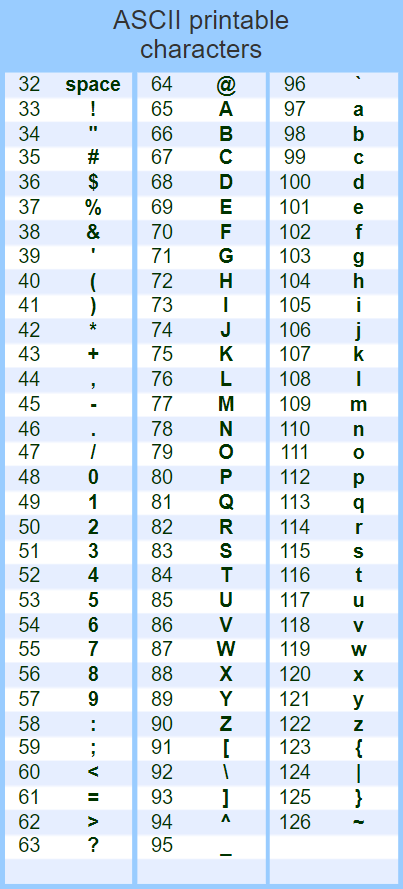 ASCII printable
characters
32 space 64 @ 96 `
33 ! 65 A 97 a
34 " 66 B 98 b
35 # 67 C 99 c
36 $ 68 D 100 d
37 % 69 E 101 e
38 & 70 F 102 f
39 ' 71 G 103 g
40 ( 72 H 104 h
41 ) 73 I 105 i
42 * 74 J 106 j
43 + 75 K 107 k
44 , 76 L 108 l
45 - 77 M 109 m
46 . 78 N 110 n
47 / 79 O 111 o
48 0 80 P 112 p
49 1 81 Q 113 q
50 2 82 R 114 r
51 3 83 S 115 s
52 4 84 T 116 t
53 5 85 U 117 u
54 6 86 V 118 v
55 7 87 W 119 w
56 8 88 X 120 x
57 9 89 Y 121 y
58 : 90 Z 122 z
59 ; 91 [ 123 {
60 < 92 \ 124 |
61 = 93 ] 125 }
62 > 94 ^ 126 ~
63 ? 95 _